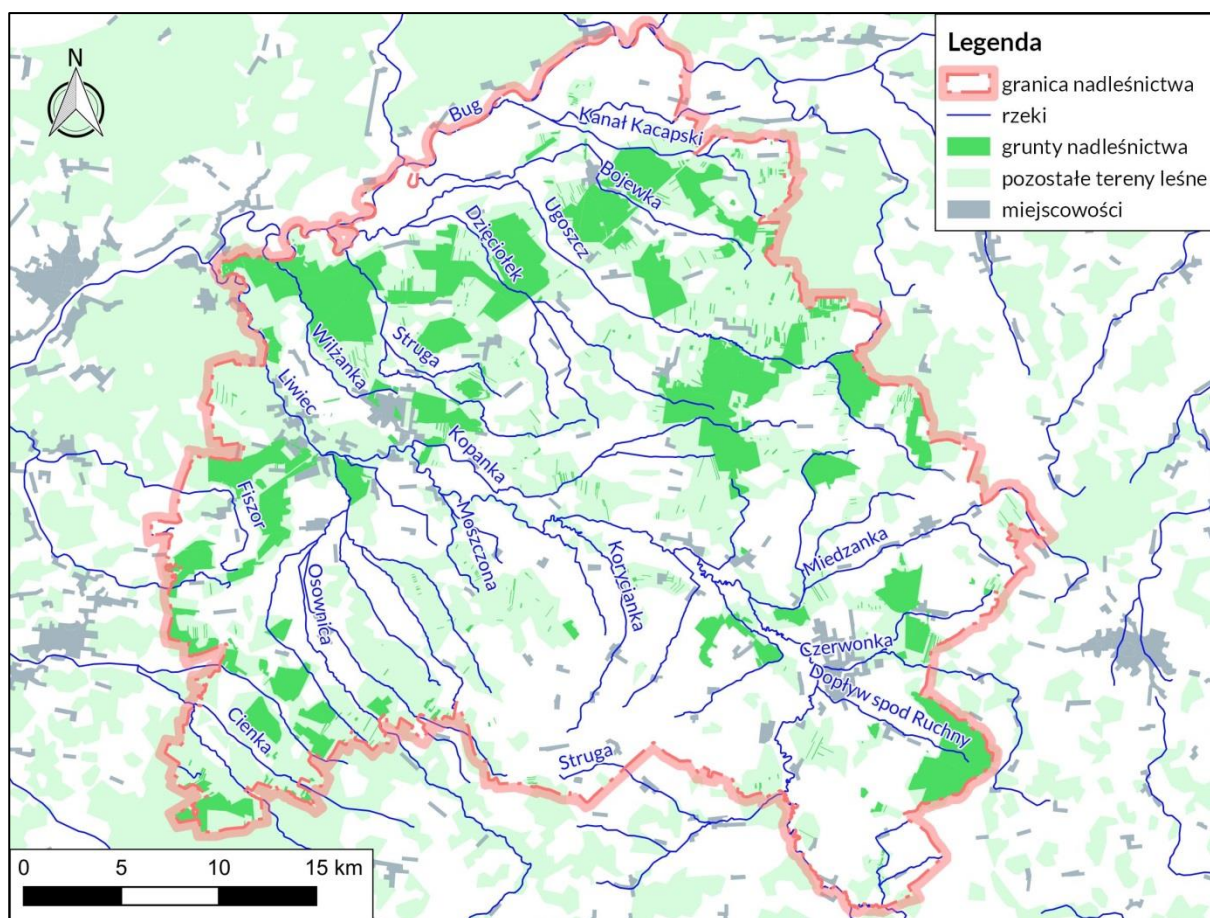 N
Legenda
granica nadleśnictwa
rzeki
grunty nadleśnictwa
pozostałe tereny leśne
miejscowości
Bug
Kanał Kacapski
Bojewka
Ugoszcz
Dzięciołek
Struga
Wilżanka
Liwiec
Kopanka
Fiszor
Moszczona
Osownica
Korycianka
Miedzanka
Czerwonka
Dopływ spod Ruchny
Cienka
Struga
0 5 10 15 km